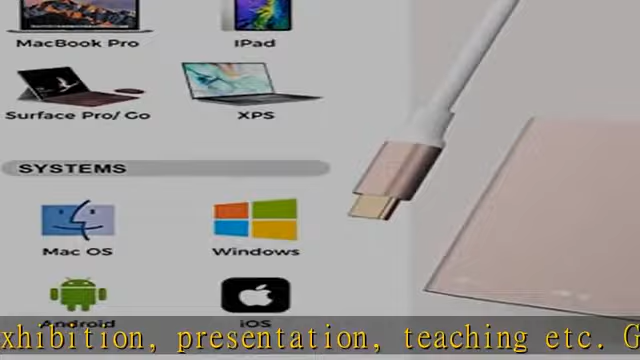 MacBook Pro
IPad
Surface Pro/ Go
XPS
SYSTEMS
Mac OS
Windows
Android
iOS
xhibition, presentation, teaching etc. G